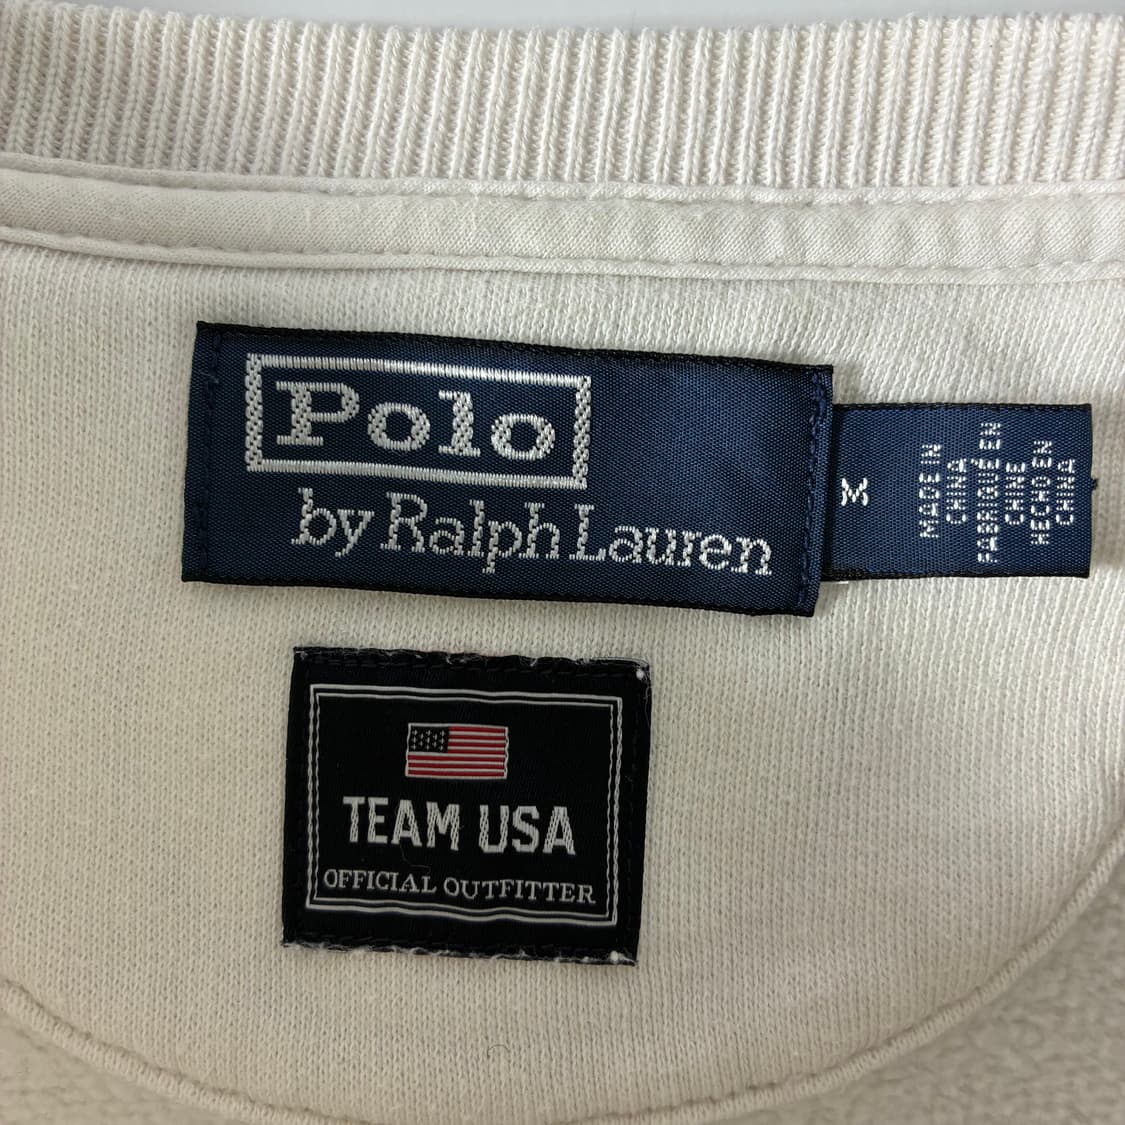 Polo
by Ralph Lauren
M
MADE IN
CHINA
FABRIQUÉ EN
CHINE
HECHO EN
CHINA
TEAM USA
OFFICIAL OUTFITTER